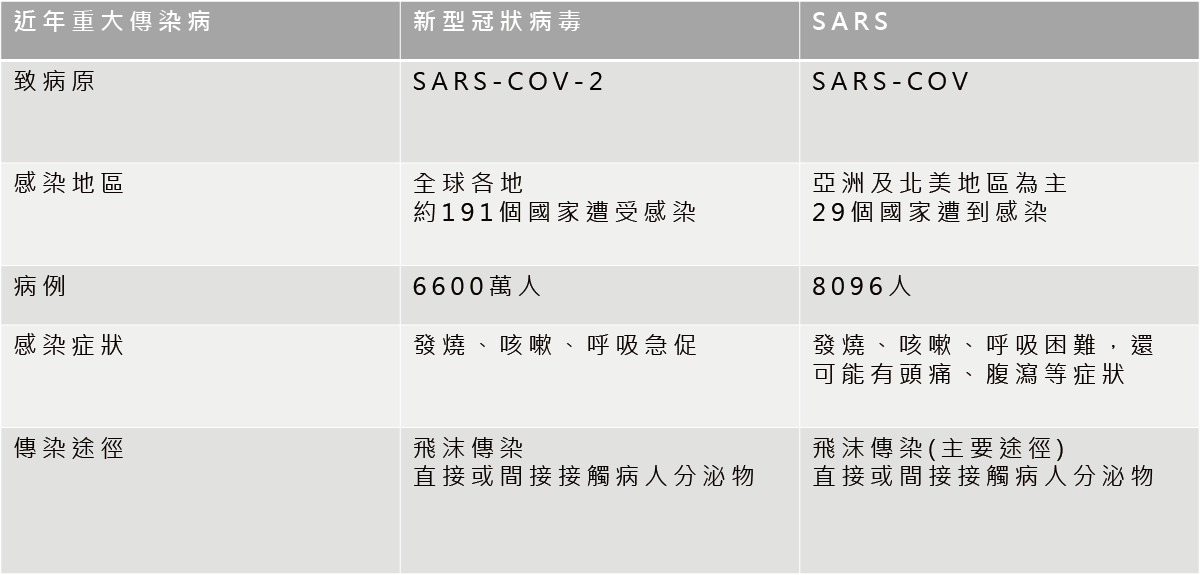 近年重大傳染病
新型冠狀病毒
SARS
致病原
SARS-COV-2
SARS-COV
感染地區
全球各地
約191個國家遭受感染
亞洲及北美地區為主
29個國家遭到感染
病例
6600萬人
8096人
感染症狀
發燒、咳嗽、呼吸急促
發燒、咳嗽、呼吸困難，還
可能有頭痛、腹瀉等症狀
傳染途徑
飛沫傳染
直接或間接接觸病人分泌物
飛沫傳染(主要途徑)
直接或間接接觸病人分泌物